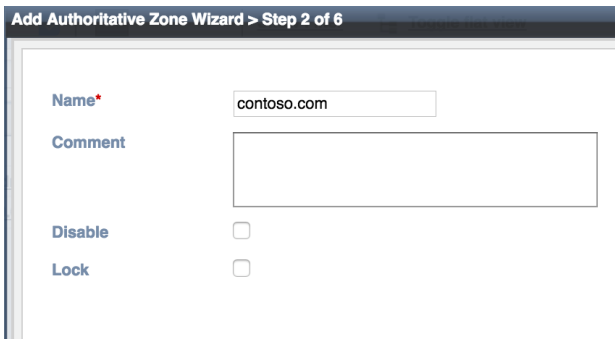 Add Authoritative Zone Wizard > Step 2 of 6
Name*
contoso.com
Comment
Disable
Lock